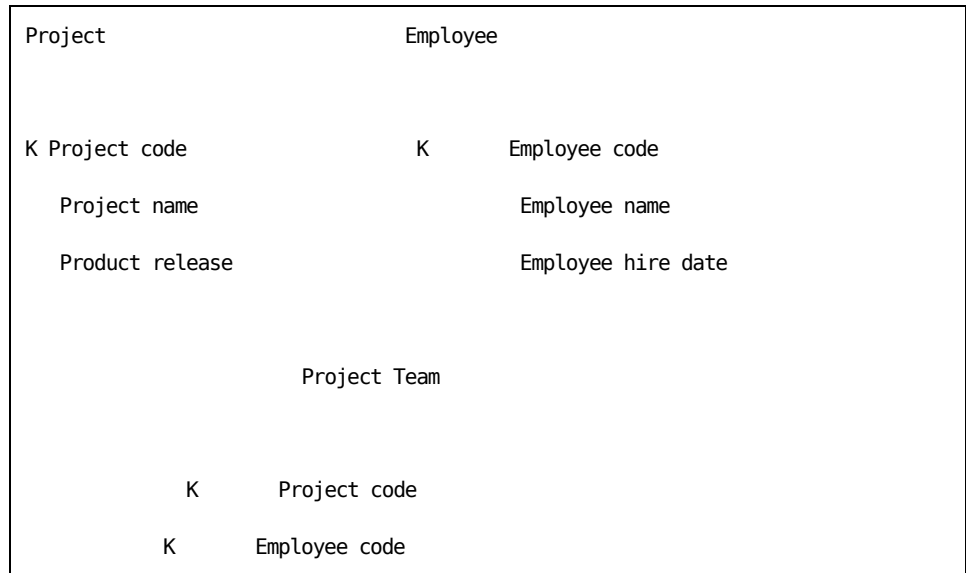 Project Employee
K Project code K Employee code
Project name Employee name
Product release Employee hire date
Project Team
K Project code
K Employee code